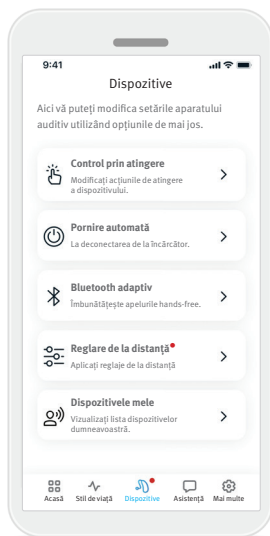 9:41
Dispozitive
Aici vă puteți modifica setările aparatului
auditiv utilizând opțiunile de mai jos.
Control prin atingere
Modificați acțiunile de atingere
a dispozitivului.
Pornire automată
La deconectarea de la încărcător.
Bluetooth adaptiv
Îmbunătățește apelurile hands-free.
Reglare de la distanță
Aplicați reglaje de la distanță
Dispozitivele mele
Vizualizați lista dispozitivelor
dumneavoastră.
Acasă Stil de viață Dispozitive Asistență Mai multe